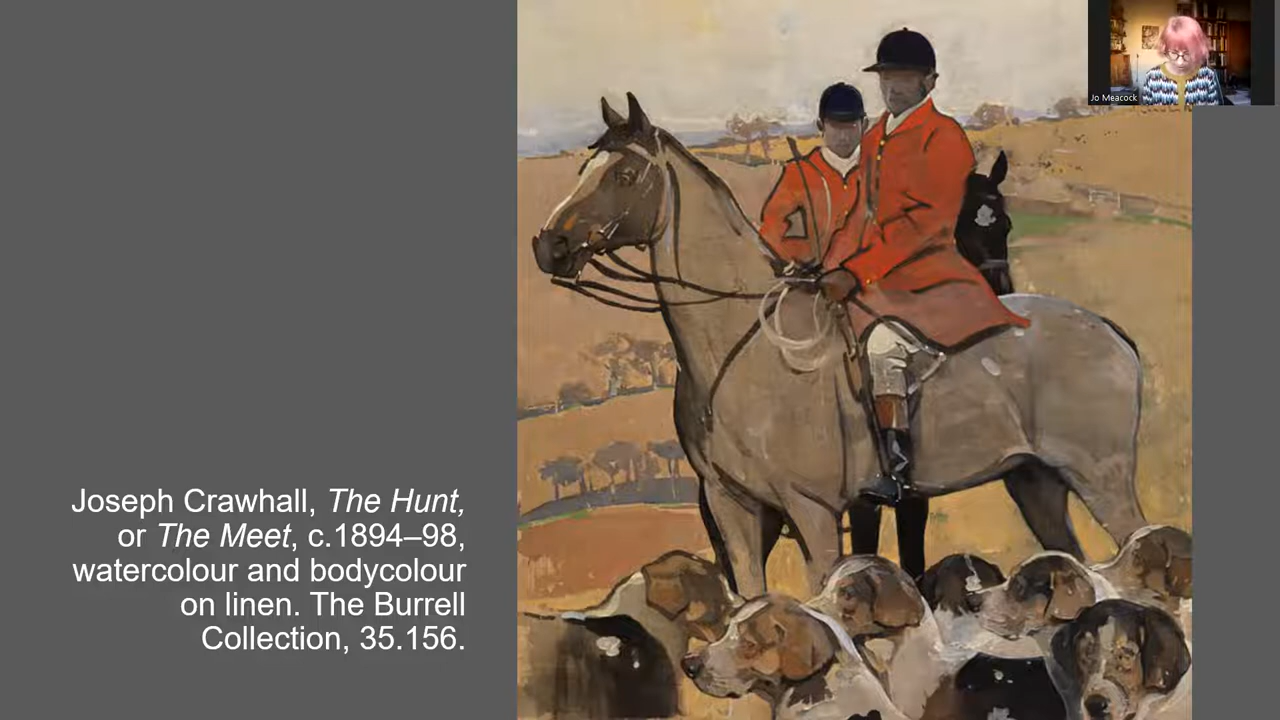 Jo Meacock
Joseph Crawhall, The Hunt,
or The Meet, c.1894–98,
watercolour and bodycolour
on linen. The Burrell
Collection, 35.156.